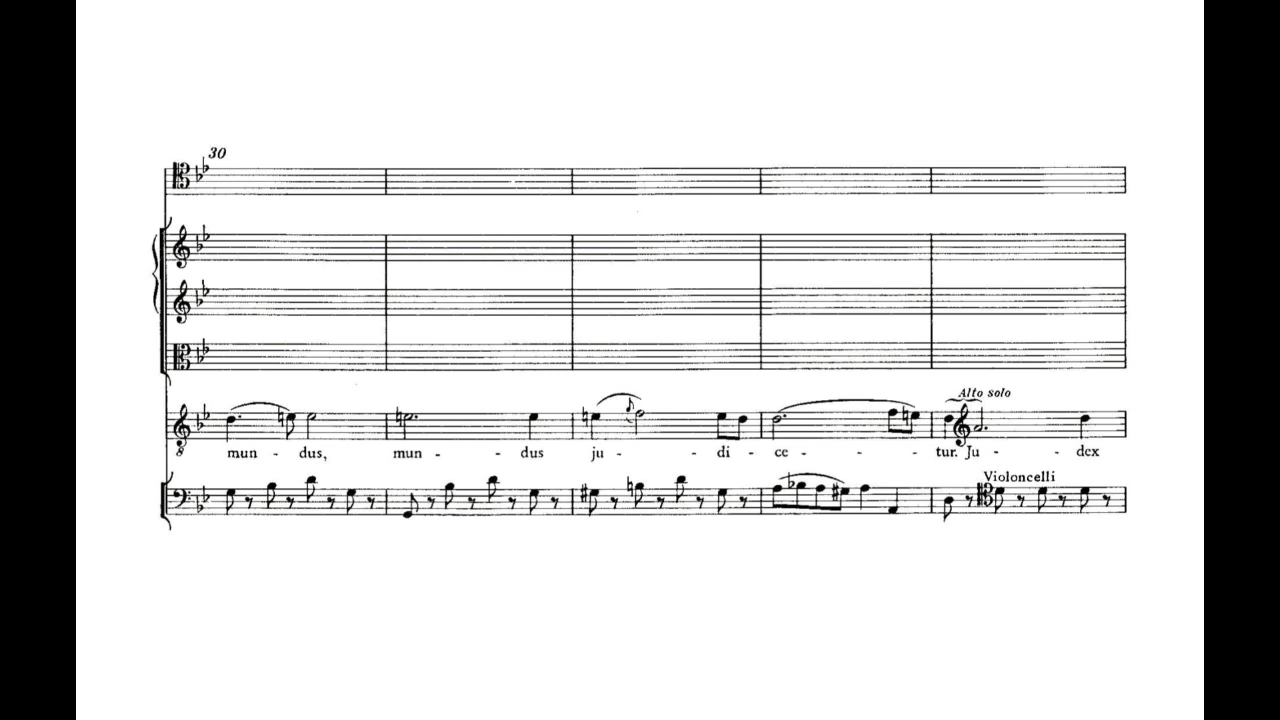 30
Alto solo
mun - dus, mun - - dus ju - - di - ce - - - tur. Ju - dex
Violoncelli